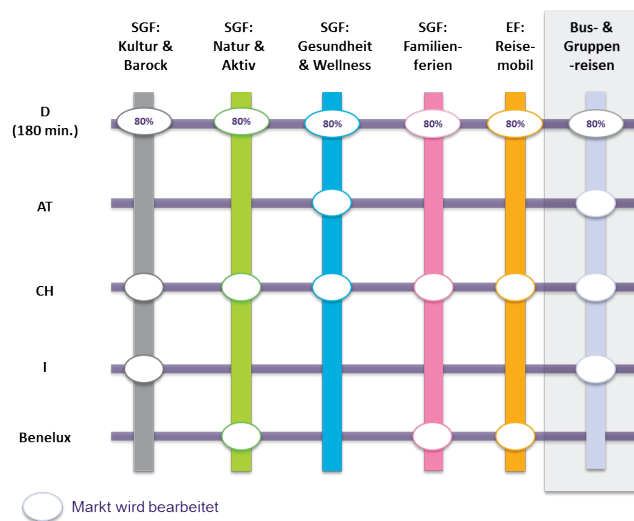 SGF:
Kultur &
Barock
SGF:
Natur &
Aktiv
SGF:
Gesundheit
& Wellness
SGF:
Familien-
ferien
EF:
Reise-
mobil
Bus- &
Gruppen
-reisen
D
(180 min.)
80%
80%
80%
80%
80%
80%
AT
CH
I
Benelux
Markt wird bearbeitet